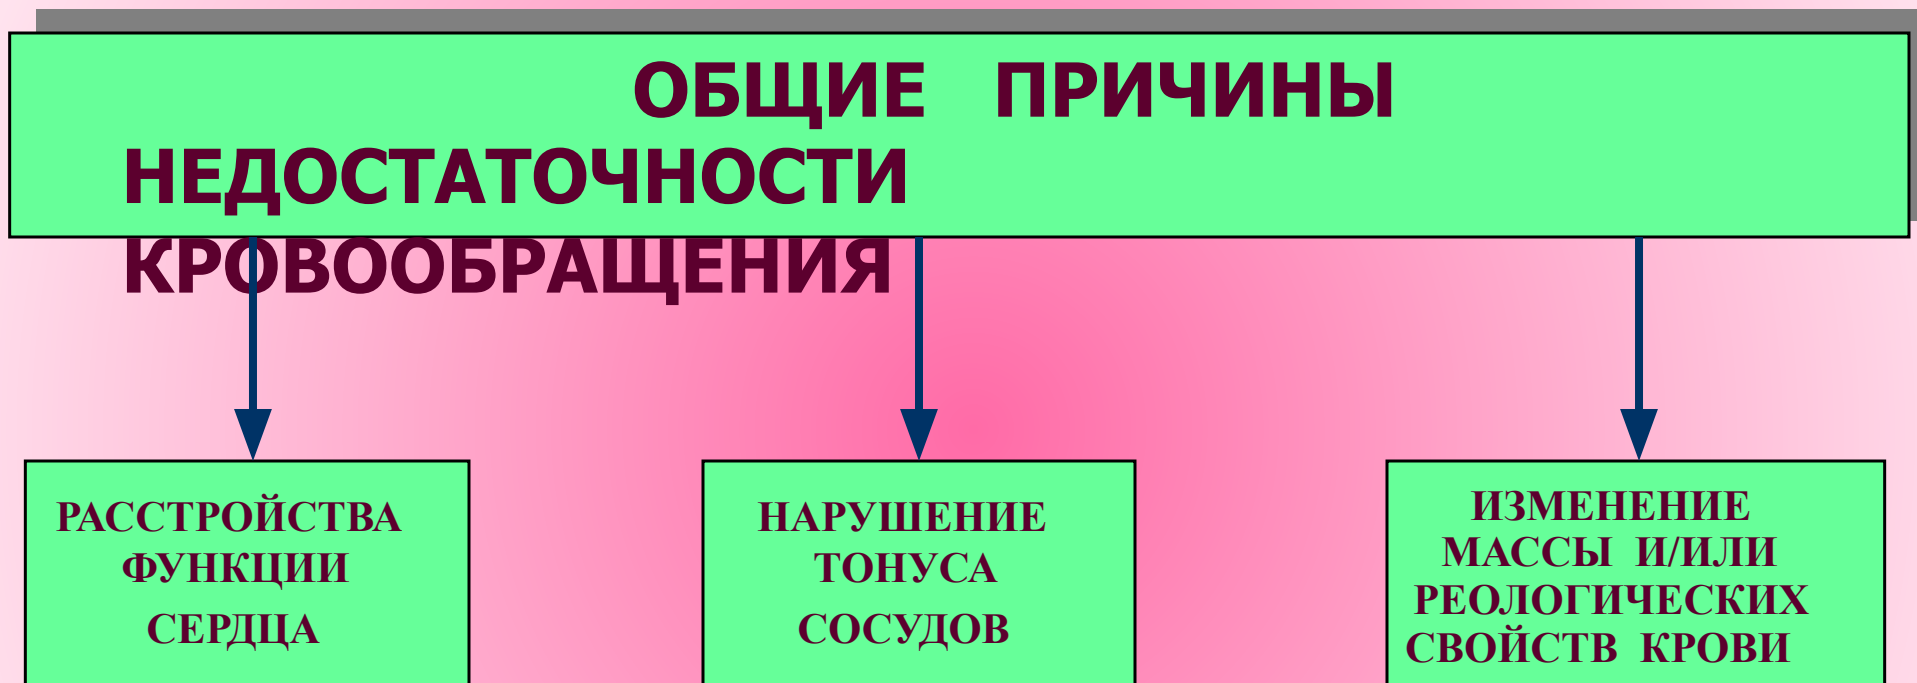 ОБЩИЕ ПРИЧИНЫ
НЕДОСТАТОЧНОСТИ
КРОВООБРАЩЕНИЯ
РАССТРОЙСТВА
ФУНКЦИИ
СЕРДЦА
НАРУШЕНИЕ
ТОНУСА
СОСУДОВ
ИЗМЕНЕНИЕ
МАССЫ И/ИЛИ
РЕОЛОГИЧЕСКИХ
СВОЙСТВ КРОВИ